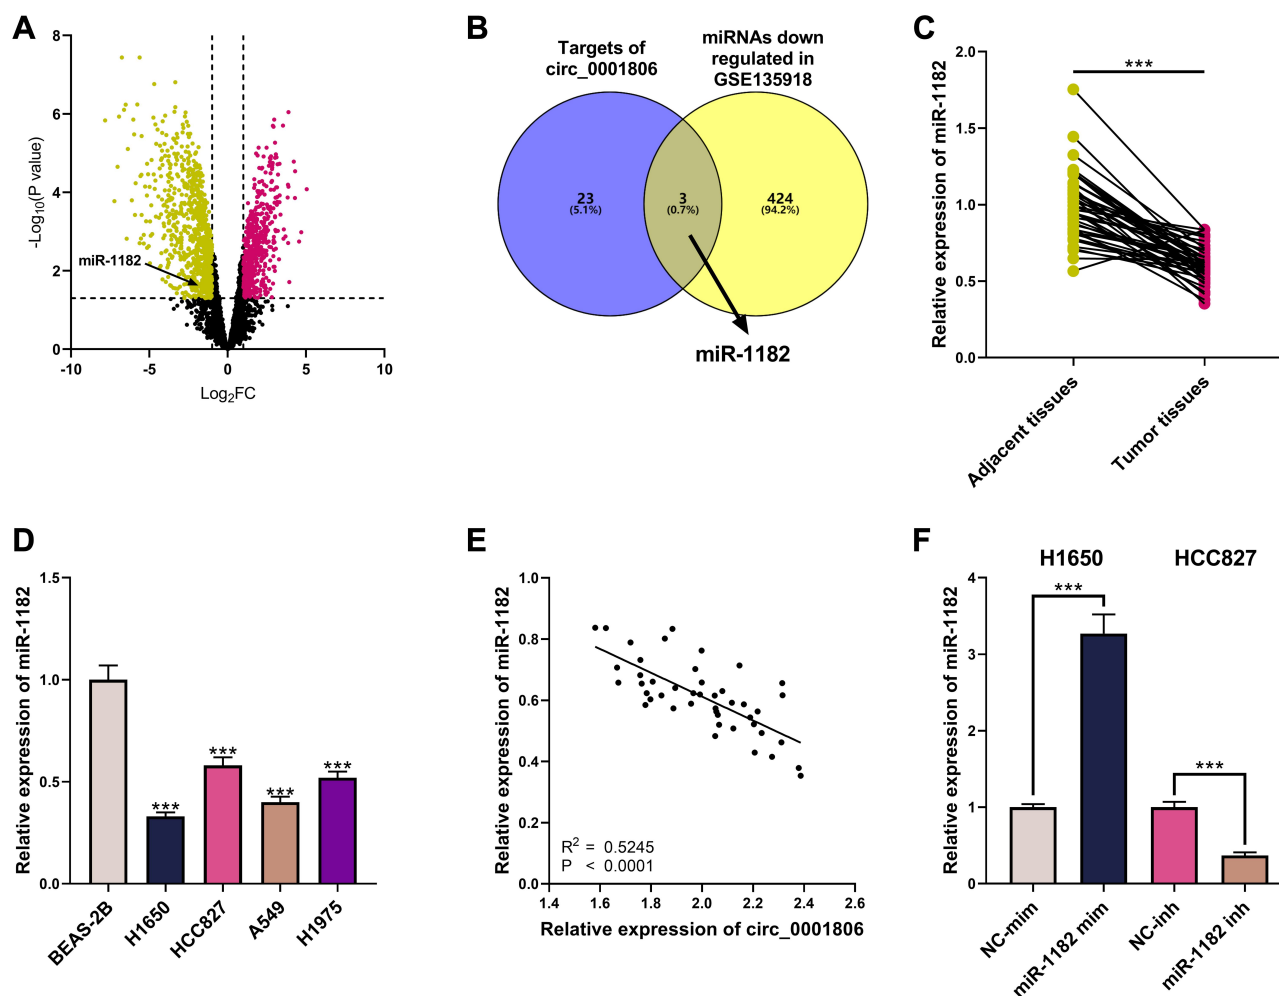 A
8
6
4
2
0
-Log10(P value)
miR-1182
-10
-5
0
5
10
Log2FC
B
Targets of
circ_0001806
miRNAs down
regulated in
GSE135918
23
(5.1%)
3
(0.7%)
424
(94.2%)
miR-1182
C
2.0
1.5
1.0
0.5
0.0
Relative expression of miR-1182
***
Adjacent tissues
Tumor tissues
D
1.5
1.0
0.5
0.0
Relative expression of miR-1182
***
***
***
***
BEAS-2B
H1650
HCC827
A549
H1975
E
1.0
0.8
0.6
0.4
0.2
0.0
Relative expression of miR-1182
R2 = 0.5245
P < 0.0001
1.4
1.6
1.8
2.0
2.2
2.4
2.6
Relative expression of circ_0001806
F
H1650
HCC827
4
3
2
1
0
Relative expression of miR-1182
***
***
NC-mim
miR-1182 mim
NC-inh
miR-1182 inh